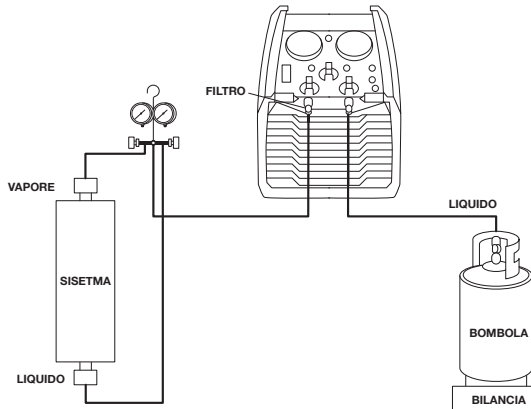 FILTRO
VAPORE
LIQUIDO
SISETMA
BOMBOLA
LIQUIDO
BILANCIA